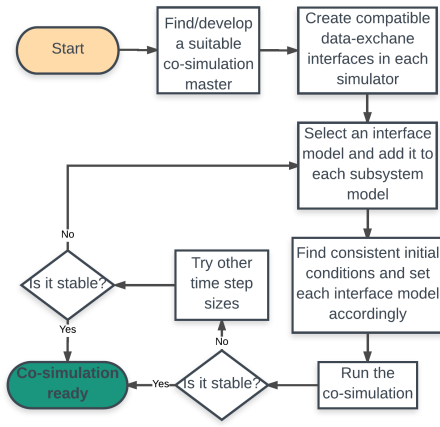 Start
Find/develop
a suitable
co-simulation
master
Create compatible
data-exchane
interfaces in each
simulator
Select an interface
model and add it to
each subsystem
model
Find consistent initial
conditions and set
each interface model
accordingly
Run the
co-simulation
Is it stable?
No
Yes
Try other
time step
sizes
Is it stable?
No
Yes
Co-simulation
ready